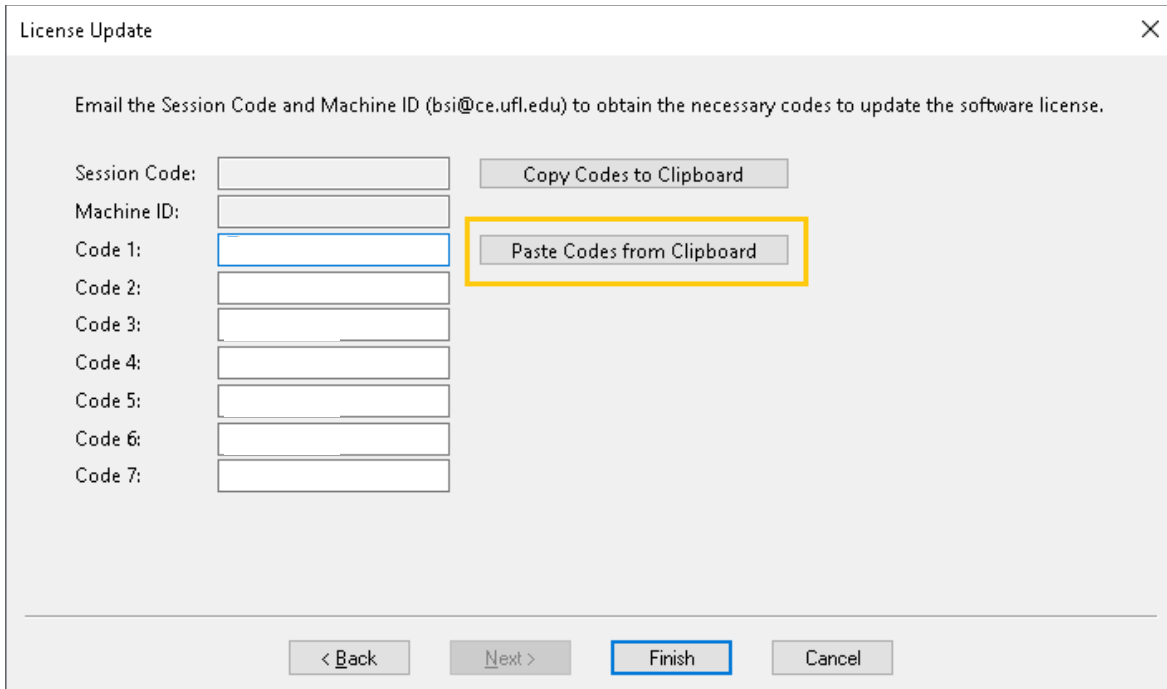 License Update
Email the Session Code and Machine ID (bsi@ce.ufl.edu) to obtain the necessary codes to update the software license.
Session Code:
Copy Codes to Clipboard
Machine ID:
Code 1:
Paste Codes from Clipboard
Code 2:
Code 3:
Code 4:
Code 5:
Code 6:
Code 7:
< Back
Next >
Finish
Cancel